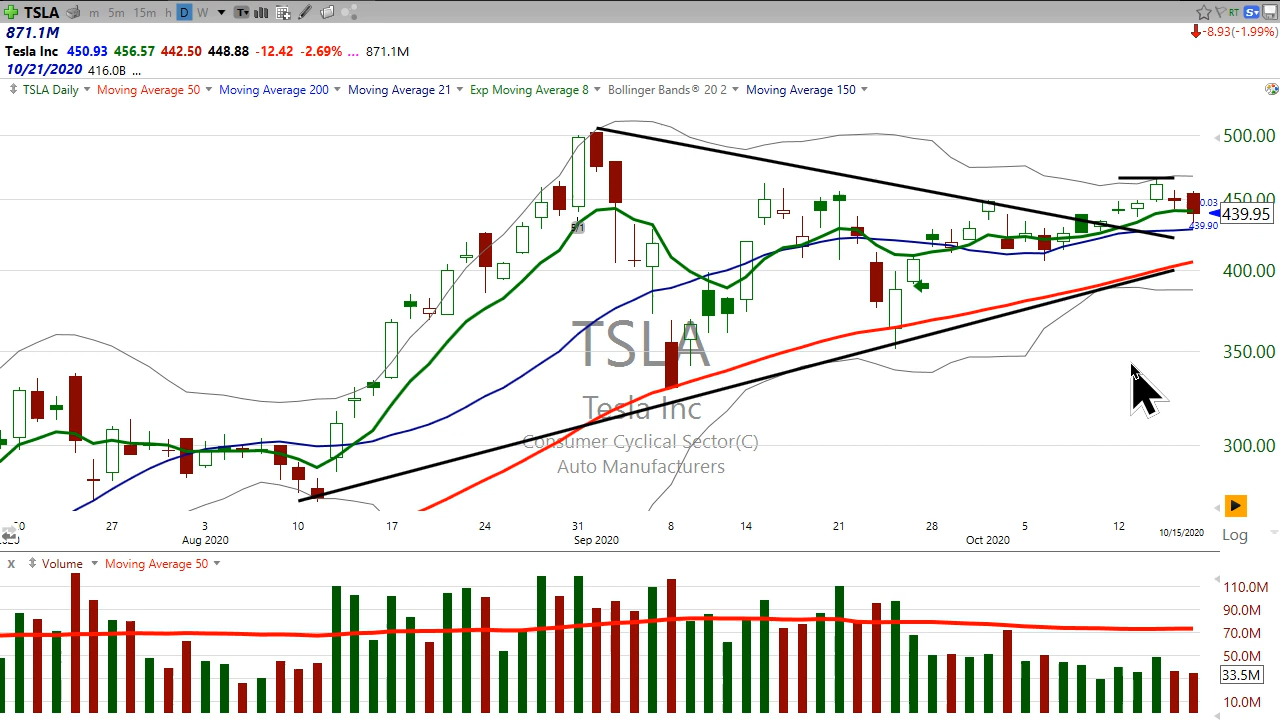 TSLA m 5m 15m h D W T
RT S
871.1M
-8.93(-1.99%)
Tesla Inc 450.93 456.57 442.50 448.88 -12.42 -2.69% ... 871.1M
10/21/2020 416.0B ...
TSLA Daily Moving Average 50 Moving Average 200 Moving Average 21 Exp Moving Average 8 Bollinger Bands® 20 2 Moving Average 150
500.00
439.95
439.90
400.00
350.00
300.00
TSLA
Tesla Inc
Consumer Cyclical Sector(C)
Auto Manufacturers
27 3 10 17 24 31 8 14 21 28 5 12 10/15/2020
Aug 2020 Sep 2020 Oct 2020
Log
x Volume Moving Average 50
110.0M
90.0M
70.0M
50.0M
33.5M
10.0M